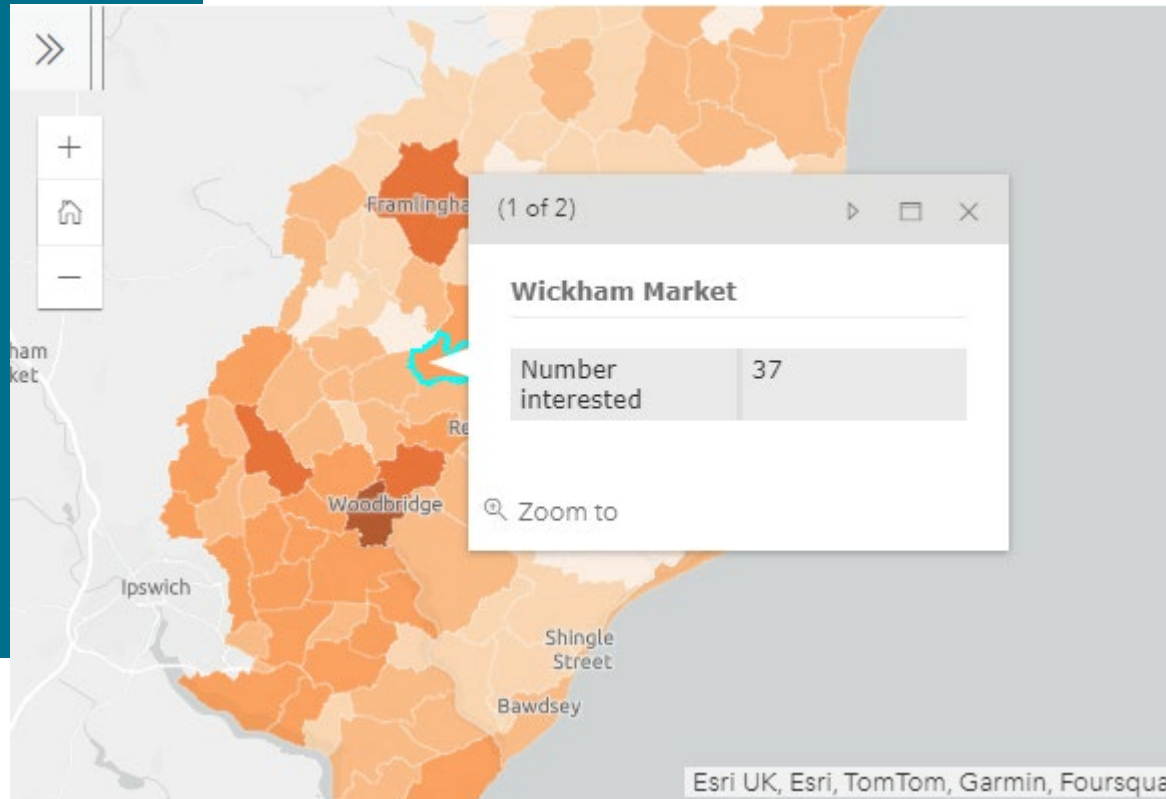 Framlingha
(1 of 2)
Wickham Market
Number
interested
37
ham
ket
Re
Woodbridge
Zoom to
Ipswich
Shingle
Street
Bawdsey
Esri UK, Esri, TomTom, Garmin, Foursqua